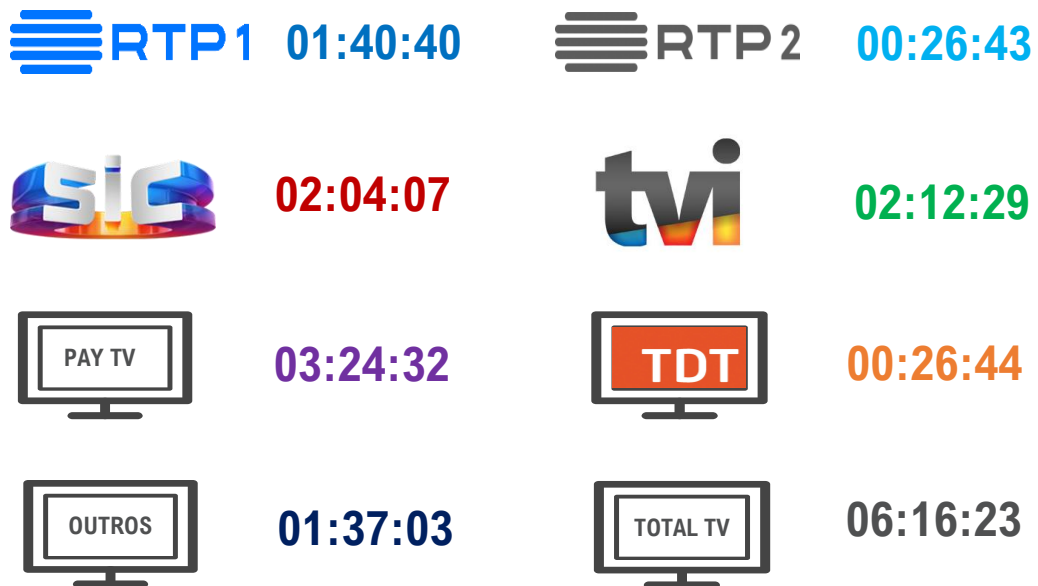 RTP1 01:40:40 RTP2 00:26:43
sic 02:04:07 tvi 02:12:29
PAY TV 03:24:32 TDT 00:26:44
OUTROS 01:37:03 TOTAL TV 06:16:23